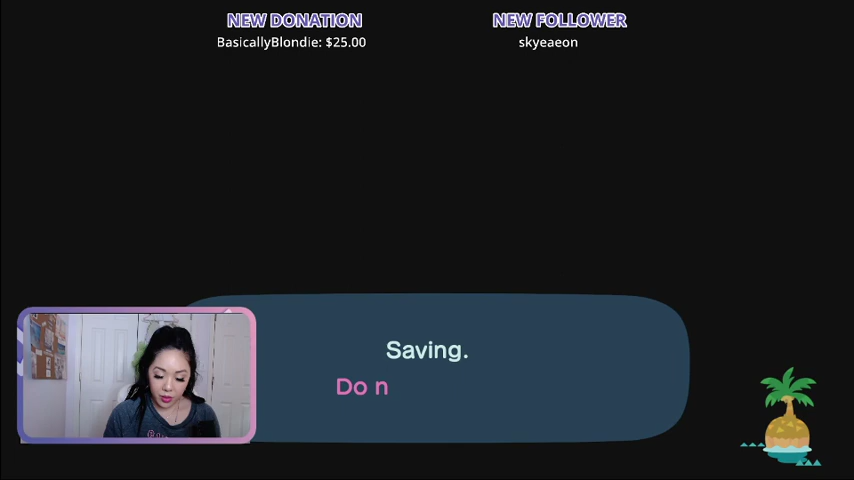 NEW DONATION
BasicallyBlondie: $25.00
NEW FOLLOWER
skyeaeon
Saving.
Do n